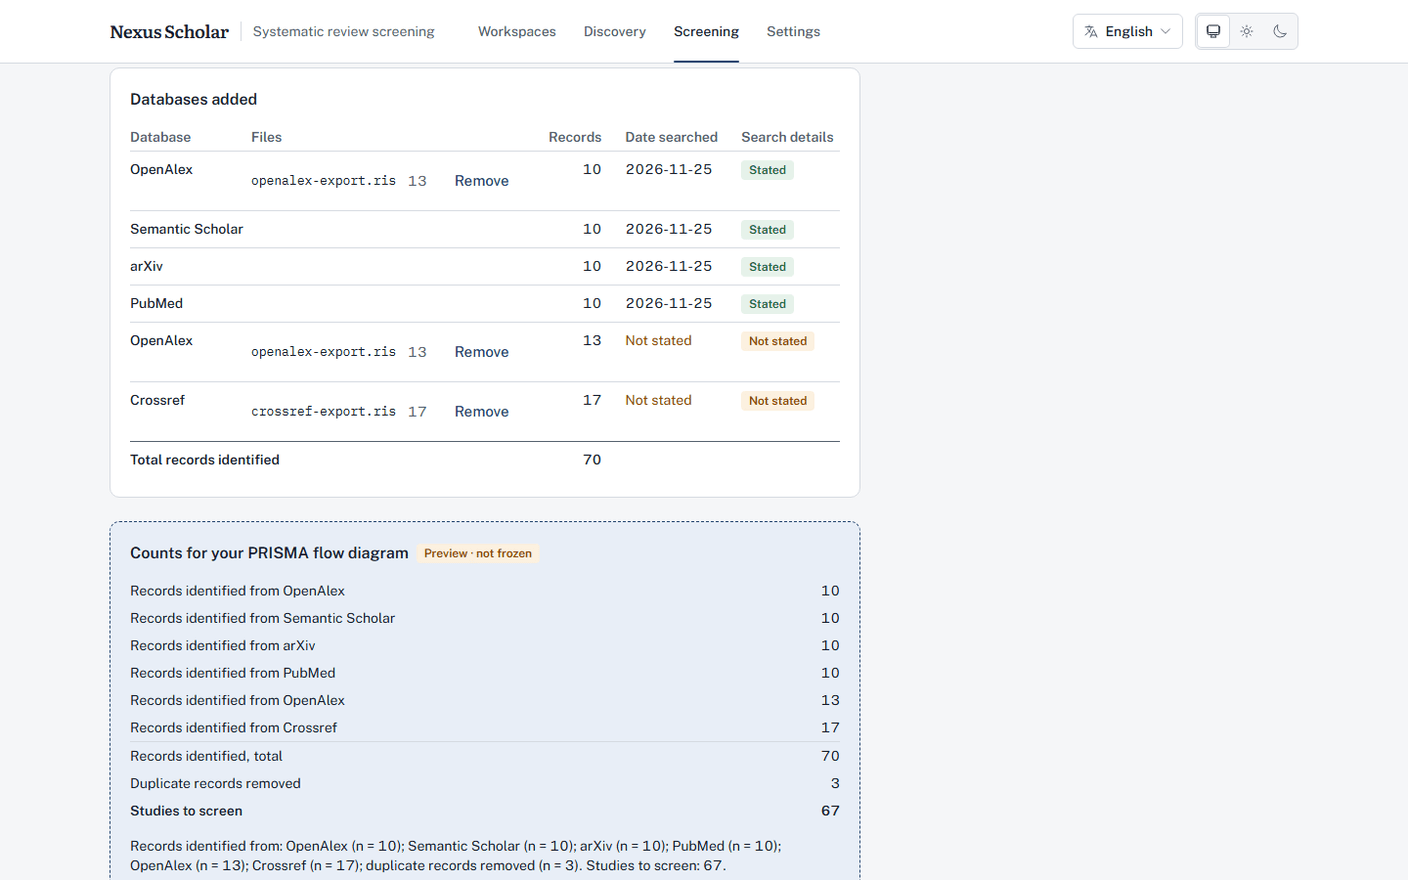 Nexus Scholar Systematic review screening Workspaces Discovery Screening Settings English
Databases added
Database Files Records Date searched Search details
OpenAlex openalex-export.ris 13 Remove 10 2026-11-25 Stated
Semantic Scholar 10 2026-11-25 Stated
arXiv 10 2026-11-25 Stated
PubMed 10 2026-11-25 Stated
OpenAlex openalex-export.ris 13 Remove 13 Not stated Not stated
Crossref crossref-export.ris 17 Remove 17 Not stated Not stated
Total records identified 70
Counts for your PRISMA flow diagram Preview · not frozen
Records identified from OpenAlex 10
Records identified from Semantic Scholar 10
Records identified from arXiv 10
Records identified from PubMed 10
Records identified from OpenAlex 13
Records identified from Crossref 17
Records identified, total 70
Duplicate records removed 3
Studies to screen 67
Records identified from: OpenAlex (n = 10); Semantic Scholar (n = 10); arXiv (n = 10); PubMed (n = 10);
OpenAlex (n = 13); Crossref (n = 17); duplicate records removed (n = 3). Studies to screen: 67.